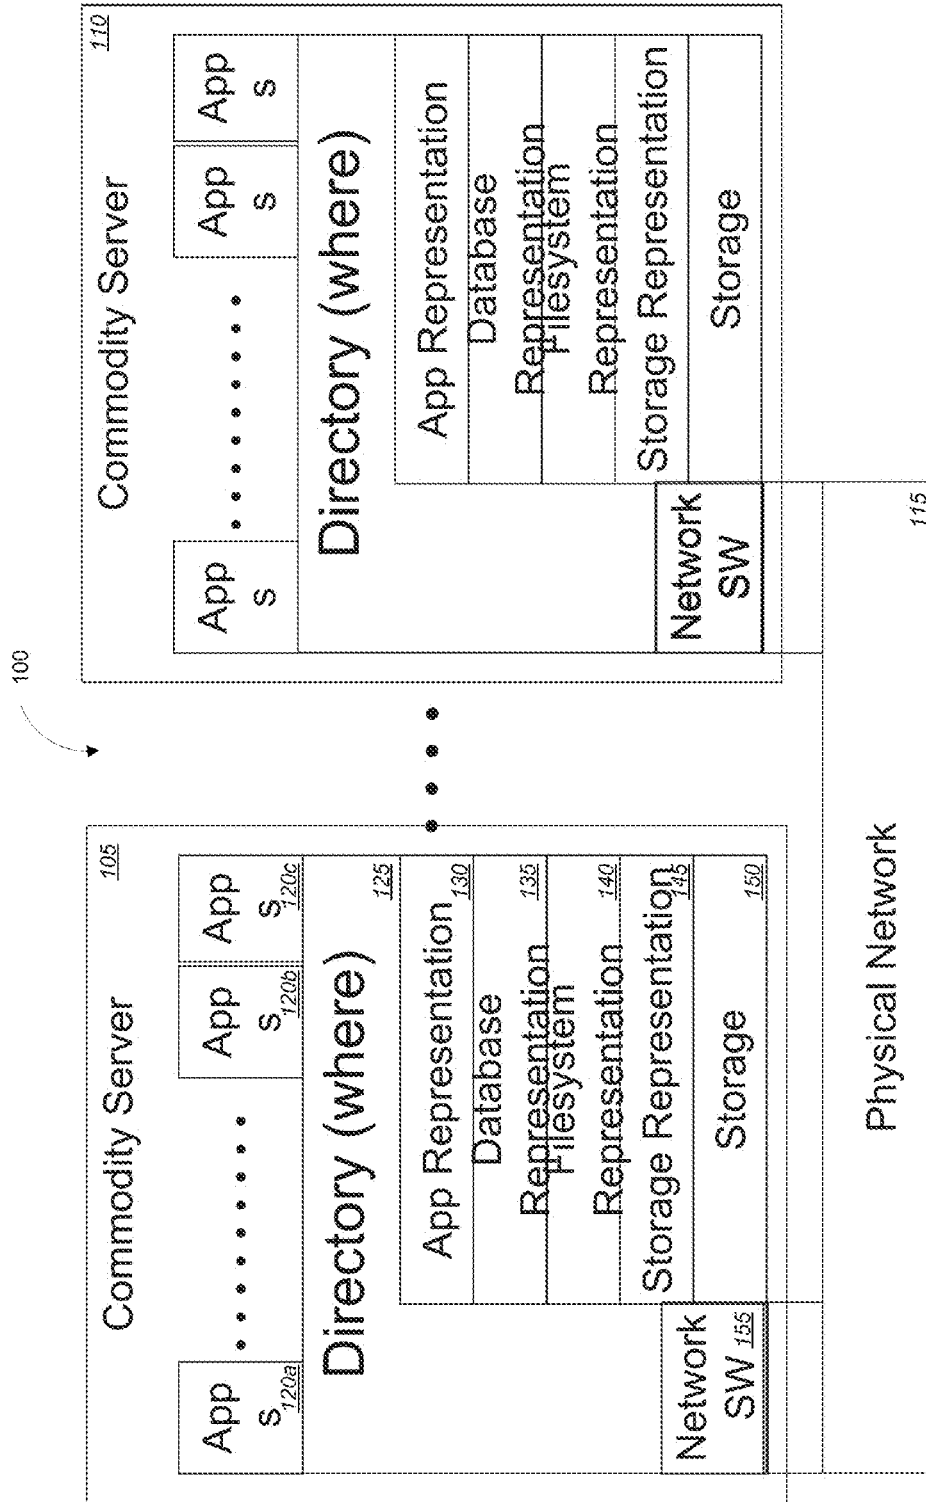 100
Commodity Server
105
App
s
120a
App
s
120b
App
s
120c
Directory (where)
125
App Representation
130
Database
Representation
135
Filesystem
Representation
140
Storage Representation
145
Storage
150
Network
SW
155
Commodity Server
110
App
s
App
s
App
s
Directory (where)
App Representation
Database
Representation
Filesystem
Representation
Storage Representation
Storage
Network
SW
Physical Network
115